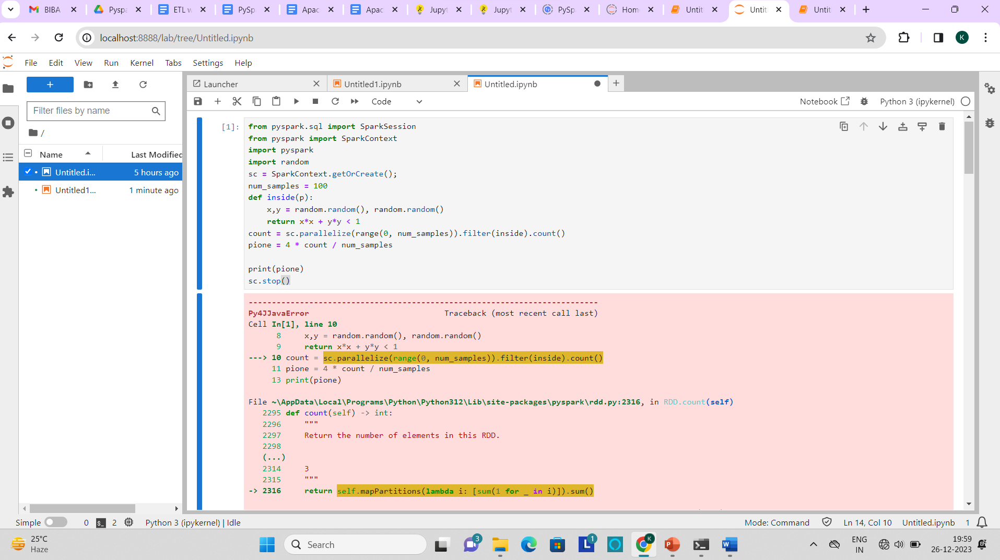 BIBA
Pyspa
ETL w
PySp
Apac
Apac
Jupyt
Jupyt
PySp
Hom
Untit
Untit
Untit
localhost:8888/lab/tree/Untitled.ipynb
K
File Edit View Run Kernel Tabs Settings Help
Launcher
Untitled1.ipynb
Untitled.ipynb
Code
Notebook
Python 3 (ipykernel)
Filter files by name
/
Name
Last Modified
Untitled.i...
5 hours ago
Untitled1...
1 minute ago
[1]:
from pyspark.sql import SparkSession
from pyspark import SparkContext
import pyspark
import random
sc = SparkContext.getOrCreate();
num_samples = 100
def inside(p):
x,y = random.random(), random.random()
return x*x + y*y < 1
count = sc.parallelize(range(0, num_samples)).filter(inside).count()
pione = 4 * count / num_samples
print(pione)
sc.stop()
---------------------------------------------------------------------------
Py4JJavaError Traceback (most recent call last)
Cell In[1], line 10
8 x,y = random.random(), random.random()
9 return x*x + y*y < 1
---> 10 count = sc.parallelize(range(0, num_samples)).filter(inside).count()
11 pione = 4 * count / num_samples
13 print(pione)
File ~\AppData\Local\Programs\Python\Python312\Lib\site-packages\pyspark\rdd.py:2316, in RDD.count(self)
2295 def count(self) -> int:
2296 """
2297 Return the number of elements in this RDD.
2298
(...)
2314 3
2315 """
-> 2316 return self.mapPartitions(lambda i: [sum(1 for _ in i)]).sum()
Simple
0
2
Python 3 (ipykernel) | Idle
Mode: Command
Ln 14, Col 10
Untitled.ipynb
1
25°C
Haze
Search
3
1
K
ENG
IN
19:59
26-12-2023